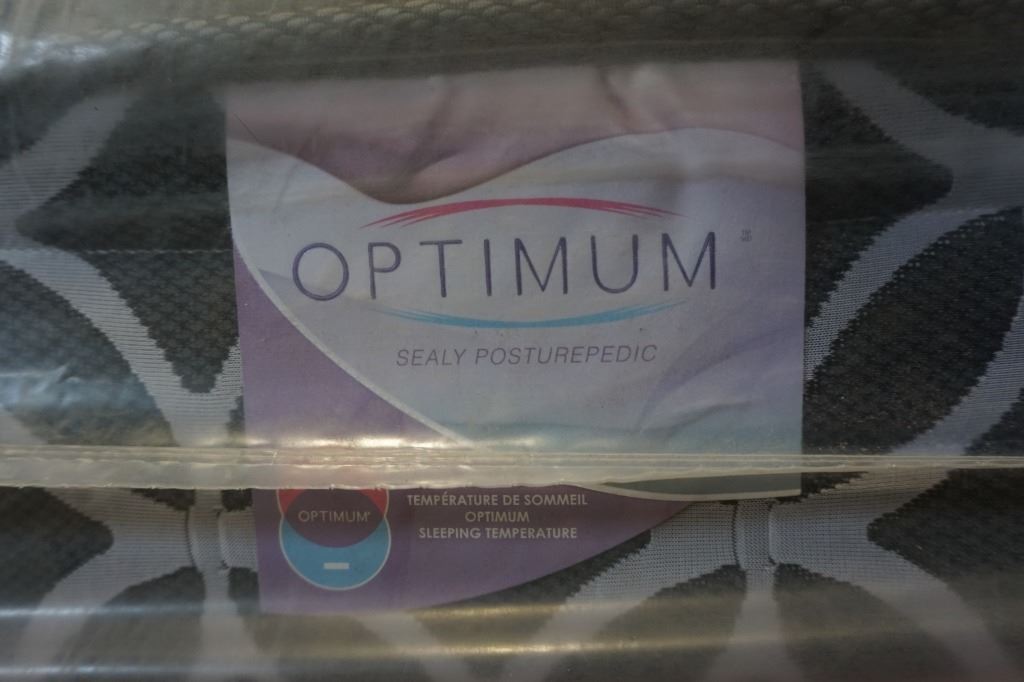 OPTIMUM
SEALY POSTUREPEDIC
OPTIMUM
TEMPÉRATURE DE SOMMEIL
OPTIMUM
SLEEPING TEMPERATURE